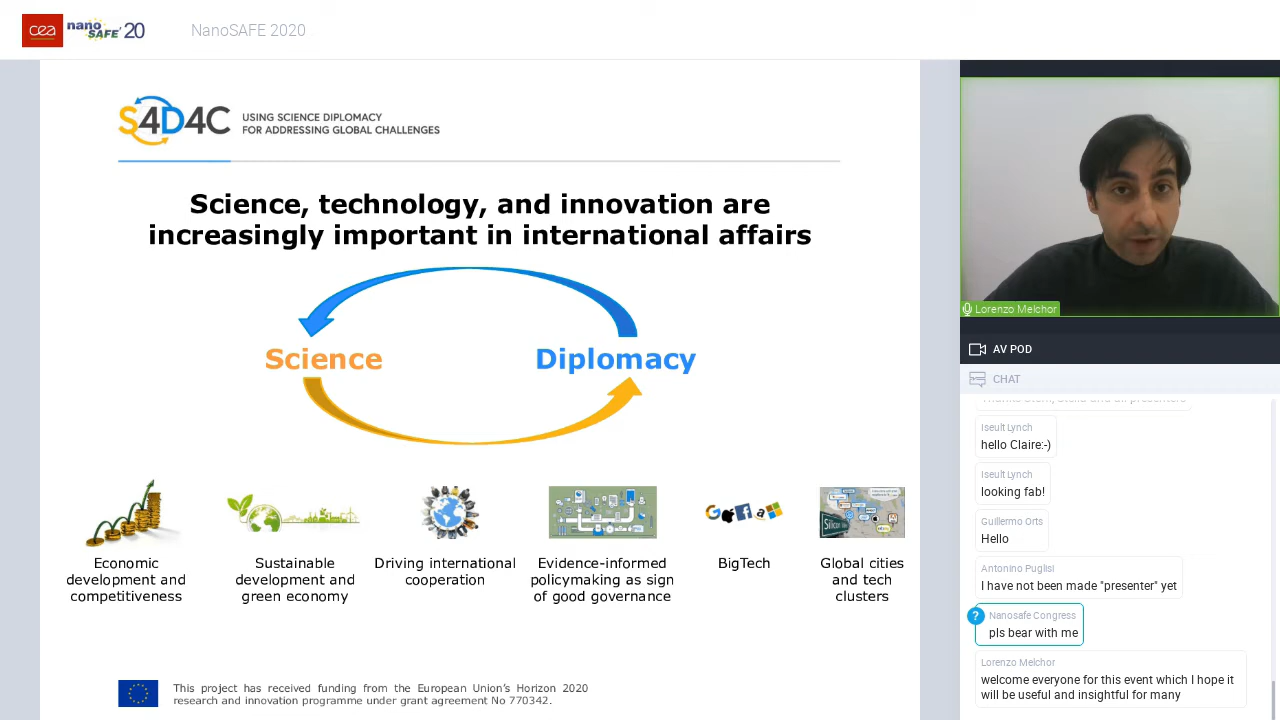 cea nano SAFE 20
NanoSAFE 2020
S4D4C
USING SCIENCE DIPLOMACY
FOR ADDRESSING GLOBAL CHALLENGES
Science, technology, and innovation are
increasingly important in international affairs
Science
Diplomacy
Economic
development and
competitiveness
Sustainable
development and
green economy
Driving international
cooperation
Evidence-informed
policymaking as sign
of good governance
BigTech
Global cities
and tech
clusters
This project has received funding from the European Union's Horizon 2020
research and innovation programme under grant agreement No 770342.
Lorenzo Melchor
AV POD
CHAT
Iseult Lynch
hello Claire:-)
Iseult Lynch
looking fab!
Guillermo Orts
Hello
Antonino Puglisi
I have not been made "presenter" yet
?
Nanosafe Congress
pls bear with me
Lorenzo Melchor
welcome everyone for this event which I hope it
will be useful and insightful for many